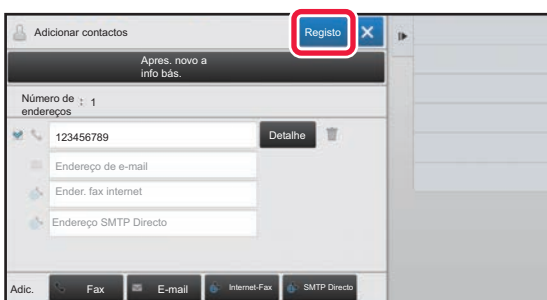 Adicionar contactos
Registo
Apres. novo a
info bás.
Número de : 1
endereços
123456789
Detalhe
Endereço de e-mail
Ender. fax internet
Endereço SMTP Directo
Adic.
Fax
E-mail
Internet-Fax
SMTP Directo